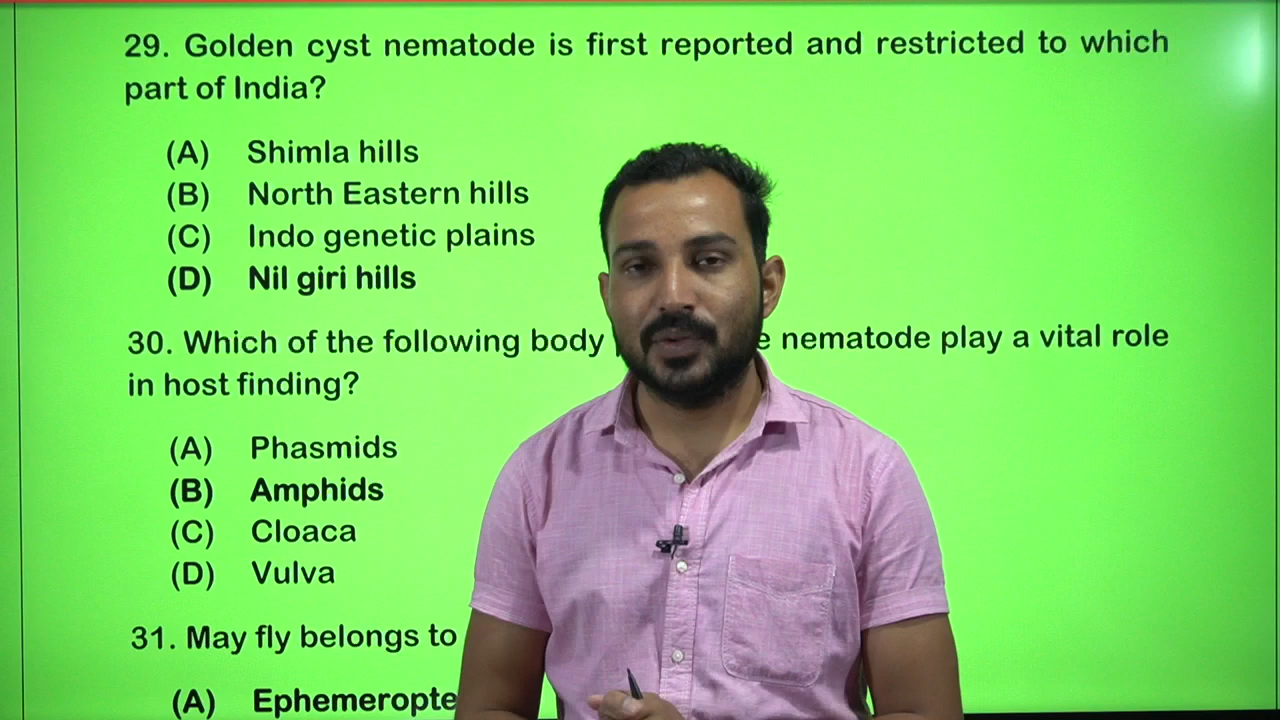 29. Golden cyst nematode is first reported and restricted to which
part of India?
(A) Shimla hills
(B) North Eastern hills
(C) Indo genetic plains
(D) Nil giri hills
30. Which of the following body nematode play a vital role
in host finding?
(A) Phasmids
(B) Amphids
(C) Cloaca
(D) Vulva
31. May fly belongs to
(A) Ephemeropte